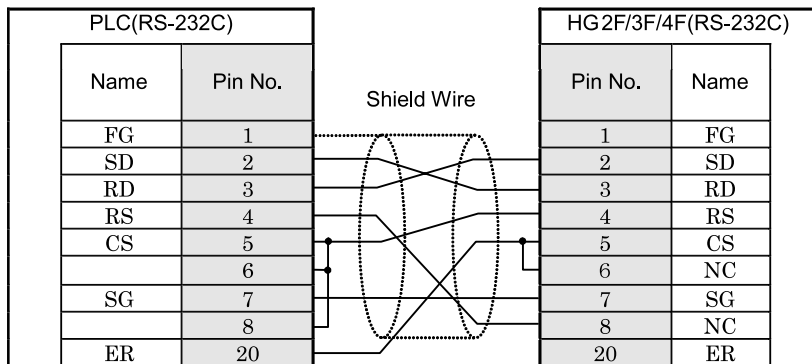 PLC(RS-232C) HG2F/3F/4F(RS-232C)
Name Pin No. Shield Wire Pin No. Name
FG 1 1 FG
SD 2 2 SD
RD 3 3 RD
RS 4 4 RS
CS 5 5 CS
6 6 NC
SG 7 7 SG
8 8 NC
ER 20 20 ER